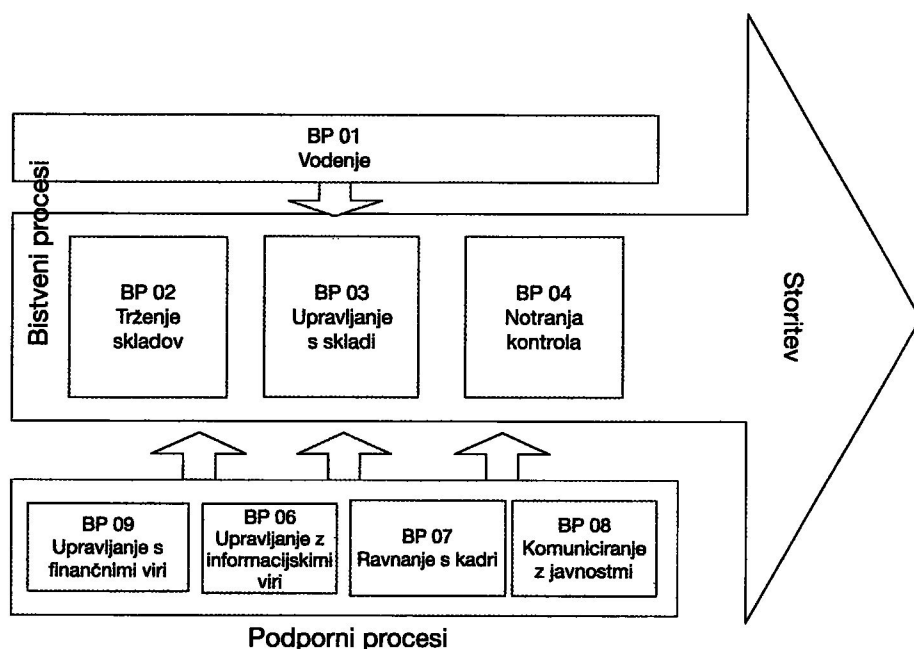 BP 01
Vodenje
Bistveni procesi
BP 02
Trženje
skladov
BP 03
Upravljanje
s skladi
BP 04
Notranja
kontrola
Storitev
BP 09
Upravljanje s
finančnimi viri
BP 06
Upravljanje z
informacijskimi
viri
BP 07
Ravnanje s kadri
BP 08
Komuniciranje
z javnostmi
Podporni procesi